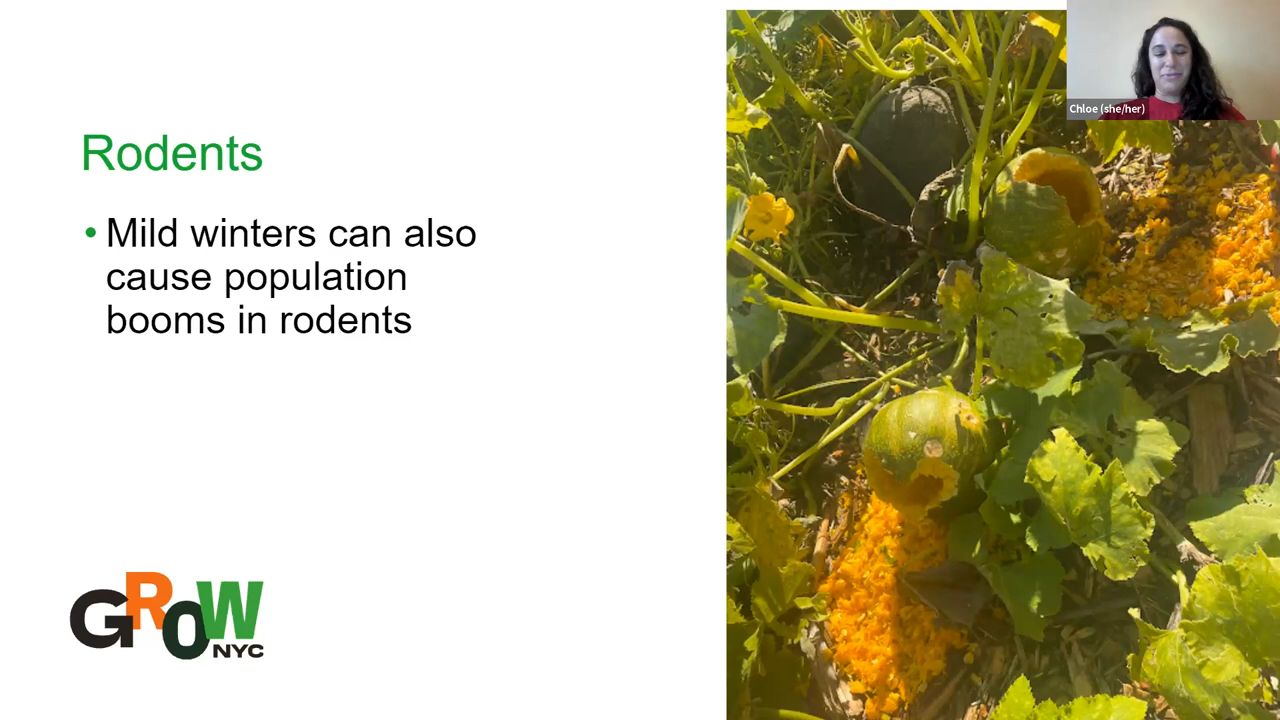 Rodents
• Mild winters can also
cause population
booms in rodents
GROW
NYC
Chloe (she/her)